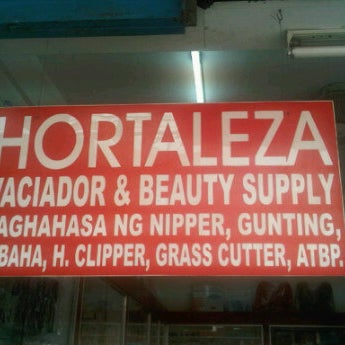 HORTALEZA
VACIADOR & BEAUTY SUPPLY
AGHAHASA NG NIPPER, GUNTING,
BAHA, H. CLIPPER, GRASS CUTTER, ATBP.